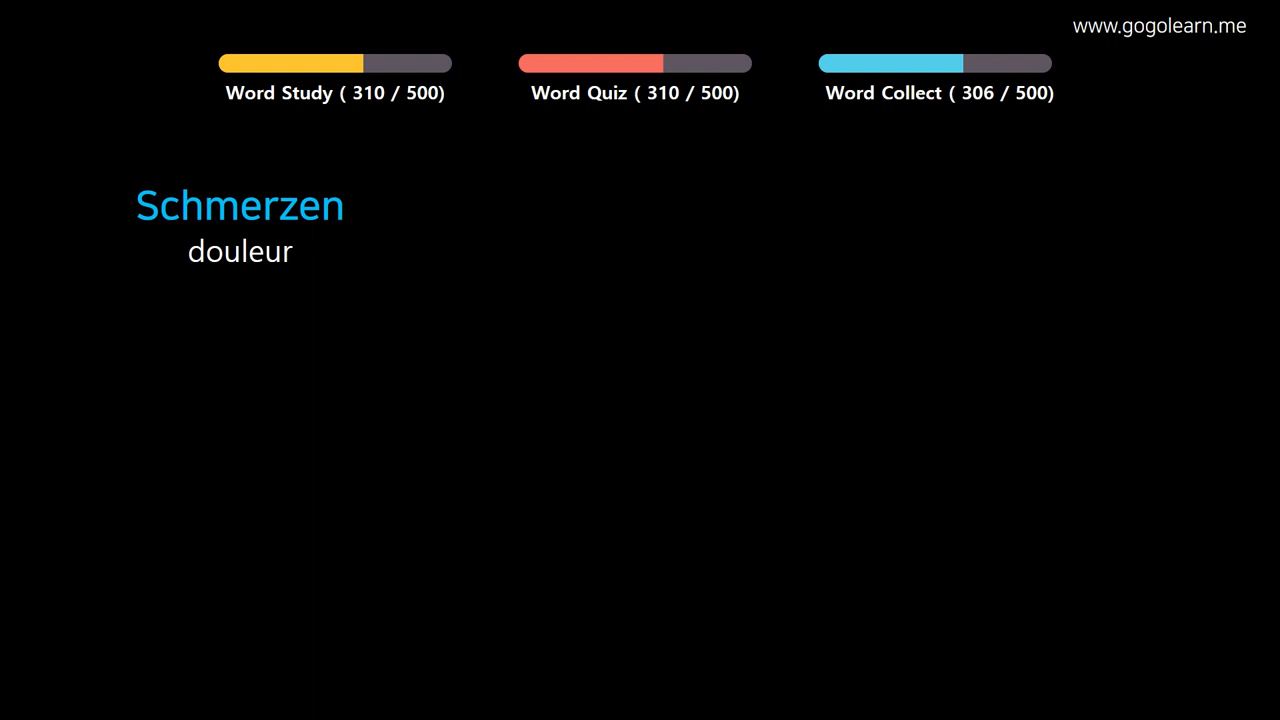 www.gogolearn.me
Word Study ( 310 / 500)
Word Quiz ( 310 / 500)
Word Collect ( 306 / 500)
Schmerzen
douleur